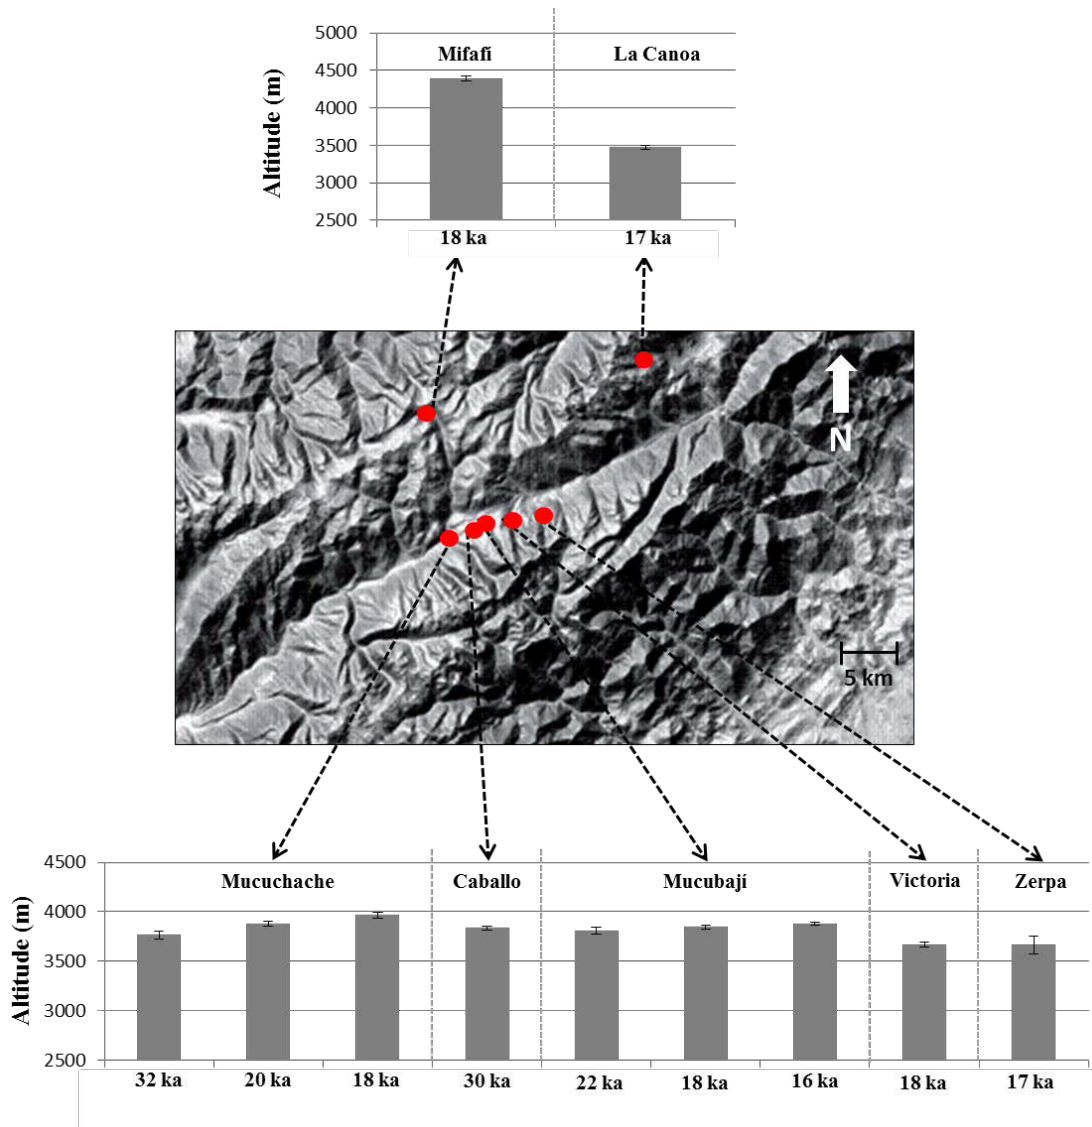 5000
4500
4000
3500
3000
2500
Altitude (m)
Mifafí
La Canoa
18 ka
17 ka
N
5 km
4500
4000
3500
3000
2500
Altitude (m)
Mucuchache
Caballo
Mucubají
Victoria
Zerpa
32 ka
20 ka
18 ka
30 ka
22 ka
18 ka
16 ka
18 ka
17 ka